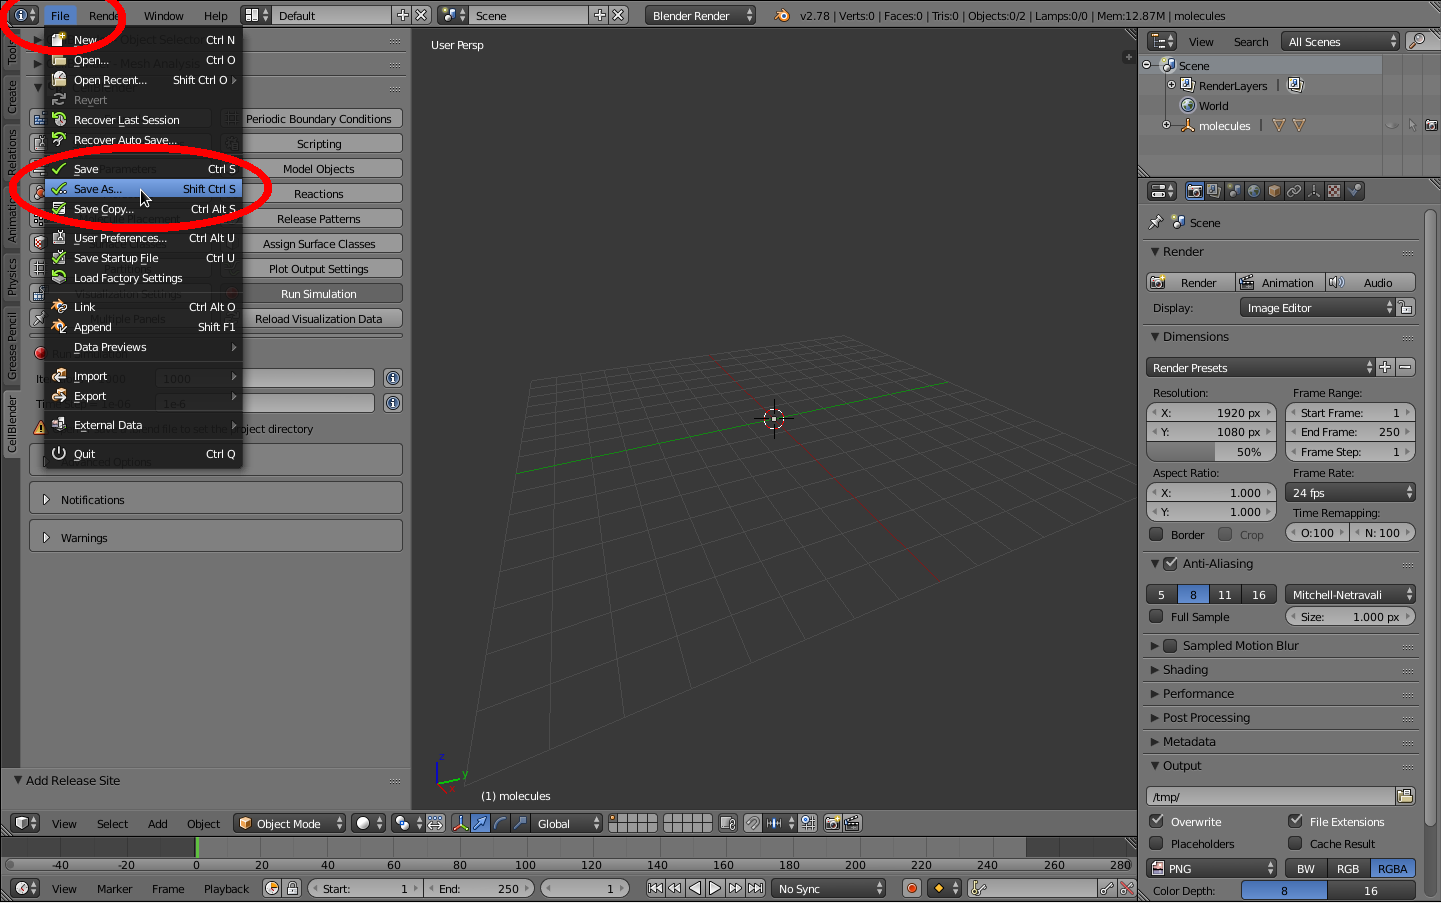 File Render Window Help Default Scene Blender Render v2.78 | Verts:0 | Faces:0 | Tris:0 | Objects:0/2 | Lamps:0/0 | Mem:12.87M | molecules
New Ctrl N
Open... Ctrl O
Open Recent... Shift Ctrl O
Revert
Recover Last Session
Recover Auto Save...
Save Ctrl S
Save As... Shift Ctrl S
Save Copy... Ctrl Alt S
User Preferences... Ctrl Alt U
Save Startup File Ctrl U
Load Factory Settings
Link Ctrl Alt O
Append Shift F1
Data Previews
Import
Export
External Data
Quit Ctrl Q
Tools
Create
Relations
Animation
Physics
Grease Pencil
CellBlender
Periodic Boundary Conditions
Scripting
Model Objects
Reactions
Release Patterns
Assign Surface Classes
Plot Output Settings
Run Simulation
Reload Visualization Data
1000
1e-6
file to set the project directory
Advanced Options
Notifications
Warnings
Add Release Site
User Persp
z
y
x
(1) molecules
View Select Add Object Object Mode Global
-40 -20 0 20 40 60 80 100 120 140 160 180 200 220 240 260 280
View Marker Frame Playback Start: 1 End: 250 1 No Sync
View Search All Scenes
Scene
RenderLayers |
World
molecules |
Scene
Render
Render Animation Audio
Display: Image Editor
Dimensions
Render Presets
Resolution: Frame Range:
X: 1920 px Start Frame: 1
Y: 1080 px End Frame: 250
50% Frame Step: 1
Aspect Ratio: Frame Rate:
X: 1.000 24 fps
Y: 1.000 Time Remapping:
Border Crop O:100 N: 100
Anti-Aliasing
5 8 11 16 Mitchell-Netravali
Full Sample Size: 1.000 px
Sampled Motion Blur
Shading
Performance
Post Processing
Metadata
Output
/tmp/
Overwrite File Extensions
Placeholders Cache Result
PNG BW RGB RGBA
Color Depth: 8 16